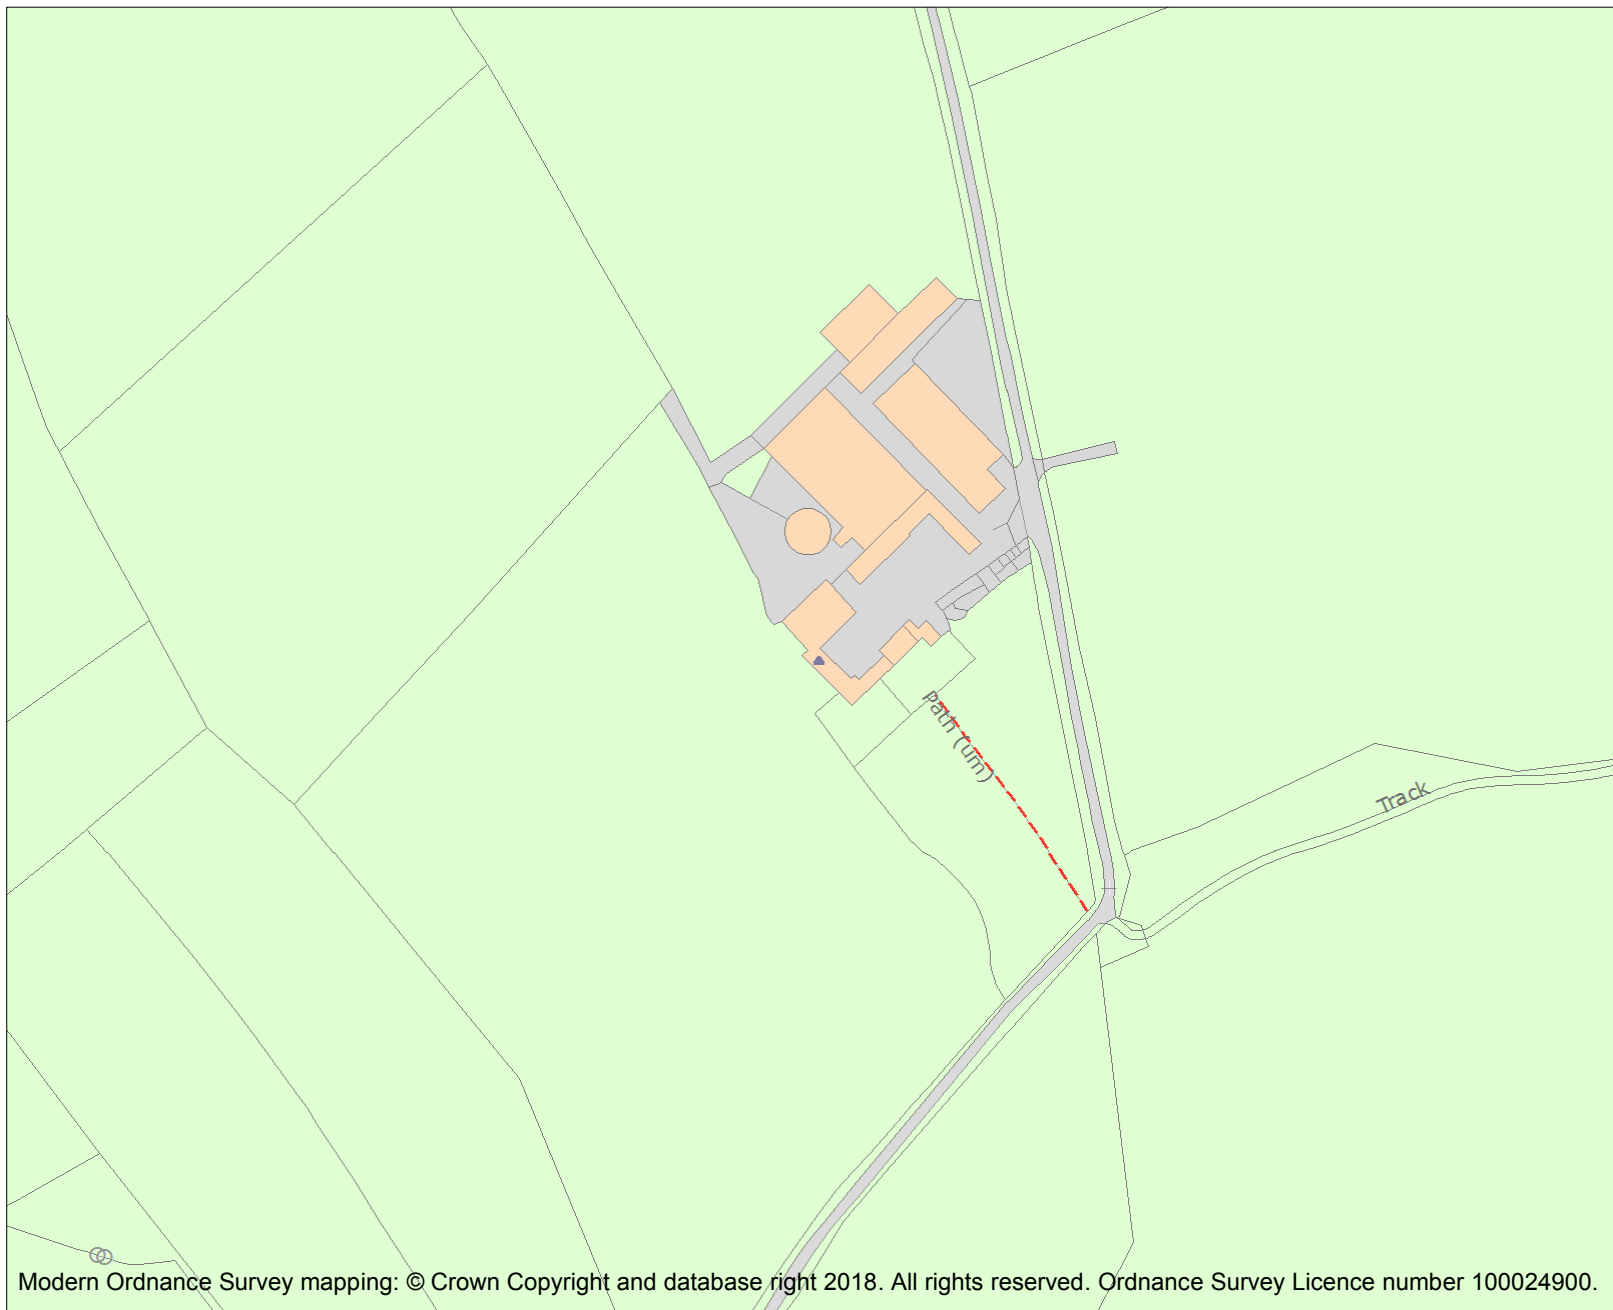 Path (um)
Track
Modern Ordnance Survey mapping: © Crown Copyright and database right 2018. All rights reserved. Ordnance Survey Licence number 100024900.